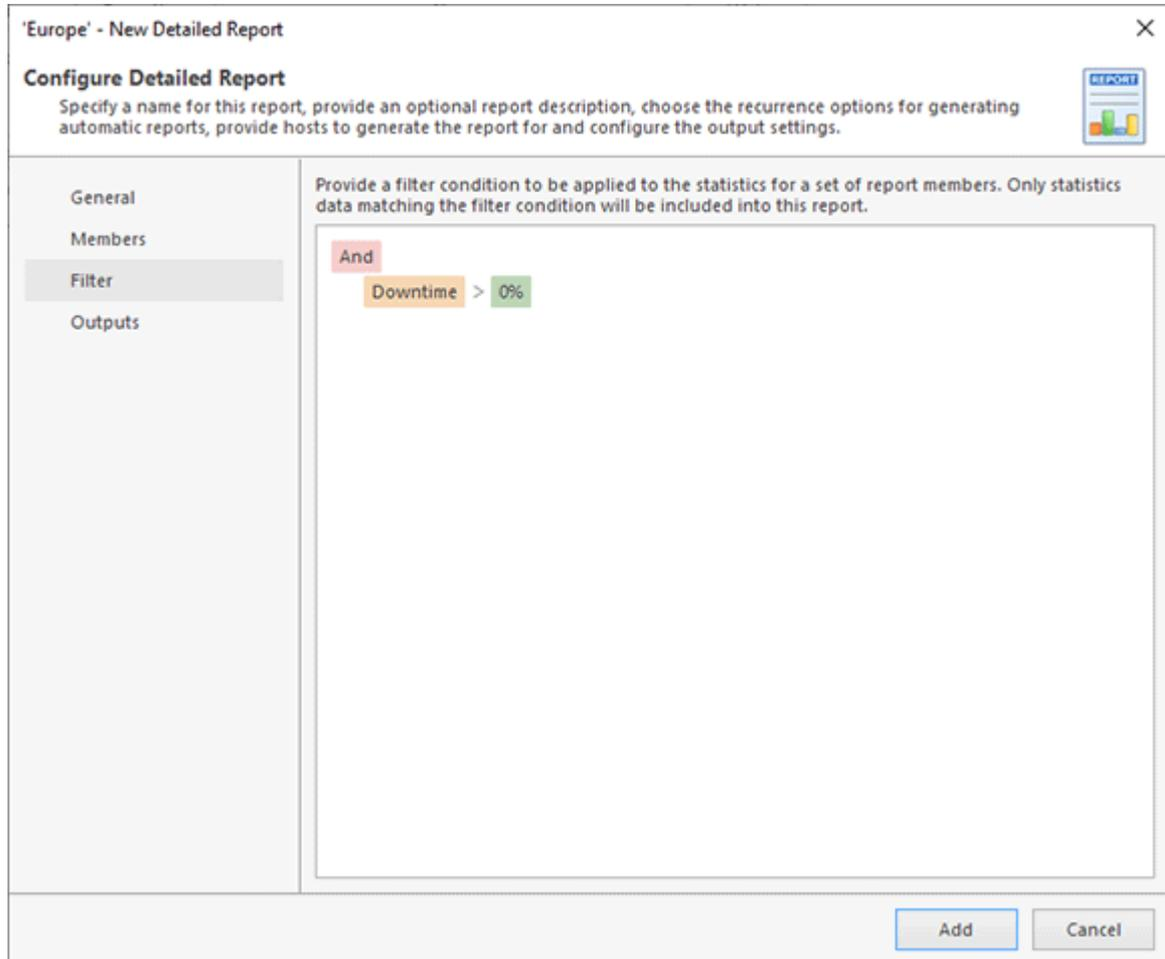 'Europe' - New Detailed Report
Configure Detailed Report
Specify a name for this report, provide an optional report description, choose the recurrence options for generating
automatic reports, provide hosts to generate the report for and configure the output settings.
REPORT
General
Members
Filter
Outputs
Provide a filter condition to be applied to the statistics for a set of report members. Only statistics
data matching the filter condition will be included into this report.
And
Downtime > 0%
Add
Cancel